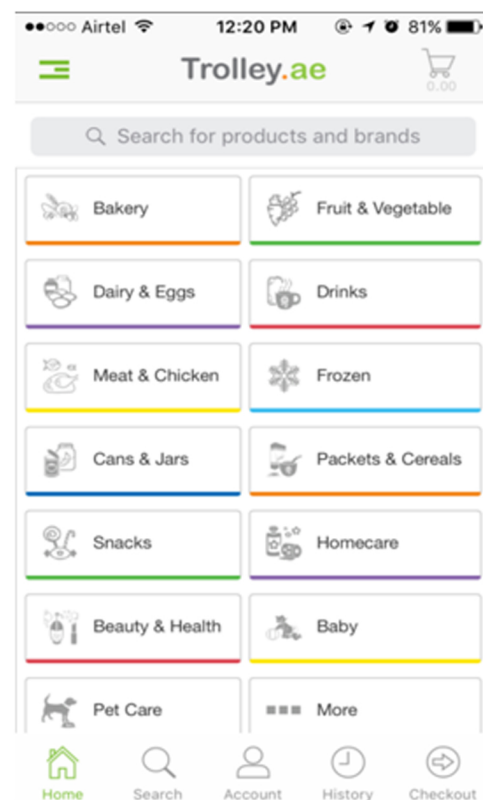 Airtel 12:20 PM 81%
Trolley.ae
0.00
Search for products and brands
Bakery
Fruit & Vegetable
Dairy & Eggs
Drinks
Meat & Chicken
Frozen
Cans & Jars
Packets & Cereals
Snacks
Homecare
Beauty & Health
Baby
Pet Care
More
Home Search Account History Checkout